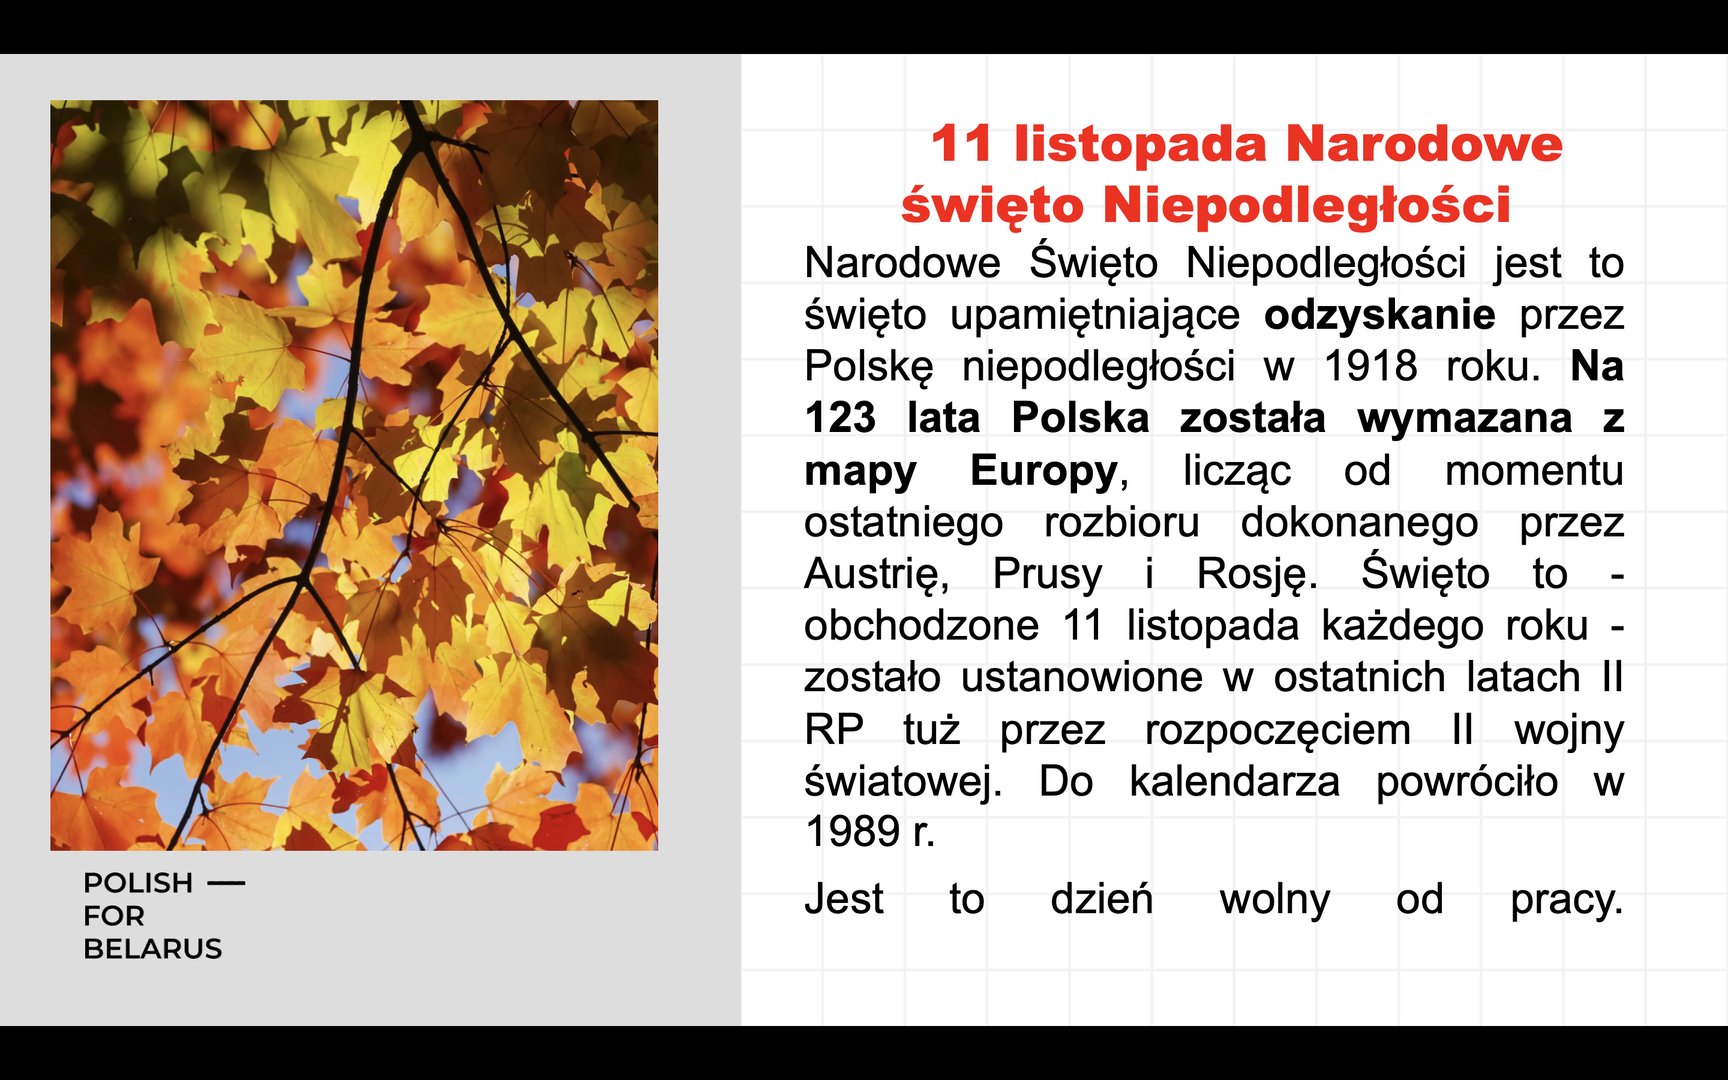 11 listopada Narodowe
święto Niepodległości
Narodowe Święto Niepodległości jest to
święto upamiętniające odzyskanie przez
Polskę niepodległości w 1918 roku. Na
123 lata Polska została wymazana z
mapy Europy, licząc od momentu
ostatniego rozbioru dokonanego przez
Austrię, Prusy i Rosję. Święto to -
obchodzone 11 listopada każdego roku -
zostało ustanowione w ostatnich latach II
RP tuż przez rozpoczęciem II wojny
światowej. Do kalendarza powróciło w
1989 r.
Jest to dzień wolny od pracy.
POLISH —
FOR
BELARUS